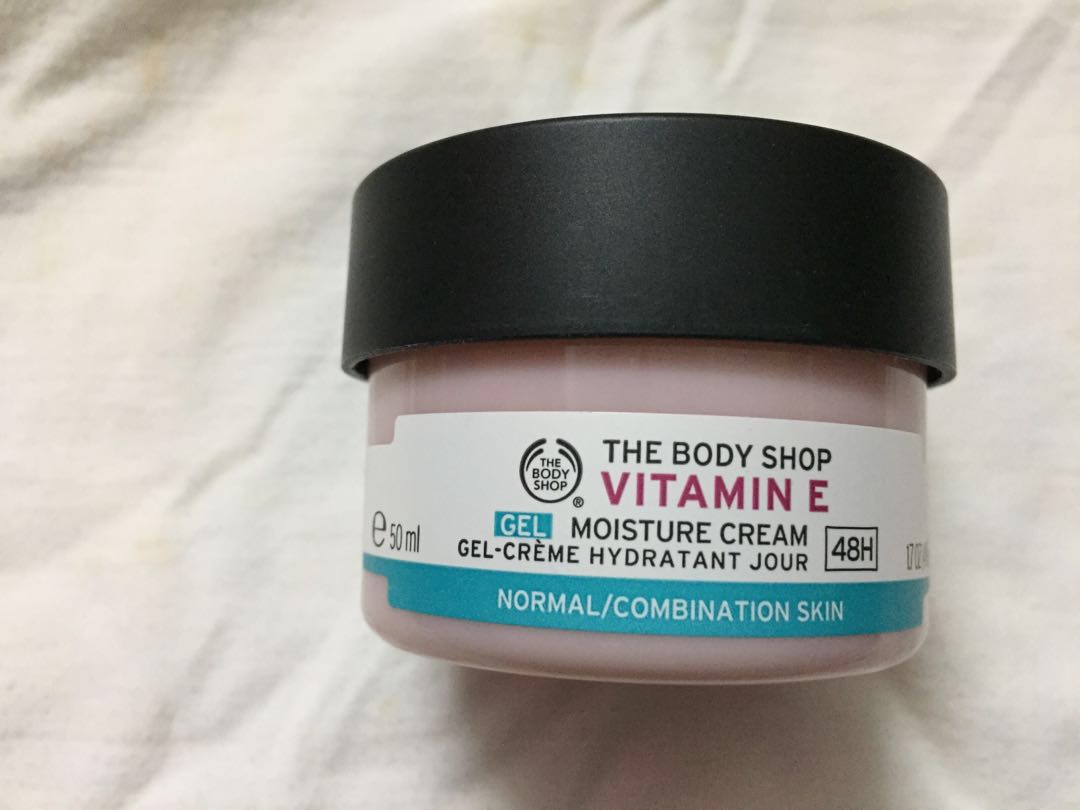 THE
BODY
SHOP
®
THE BODY SHOP
VITAMIN E
GEL MOISTURE CREAM
GEL-CRÈME HYDRATANT JOUR
48H
e 50 ml
NORMAL/COMBINATION SKIN